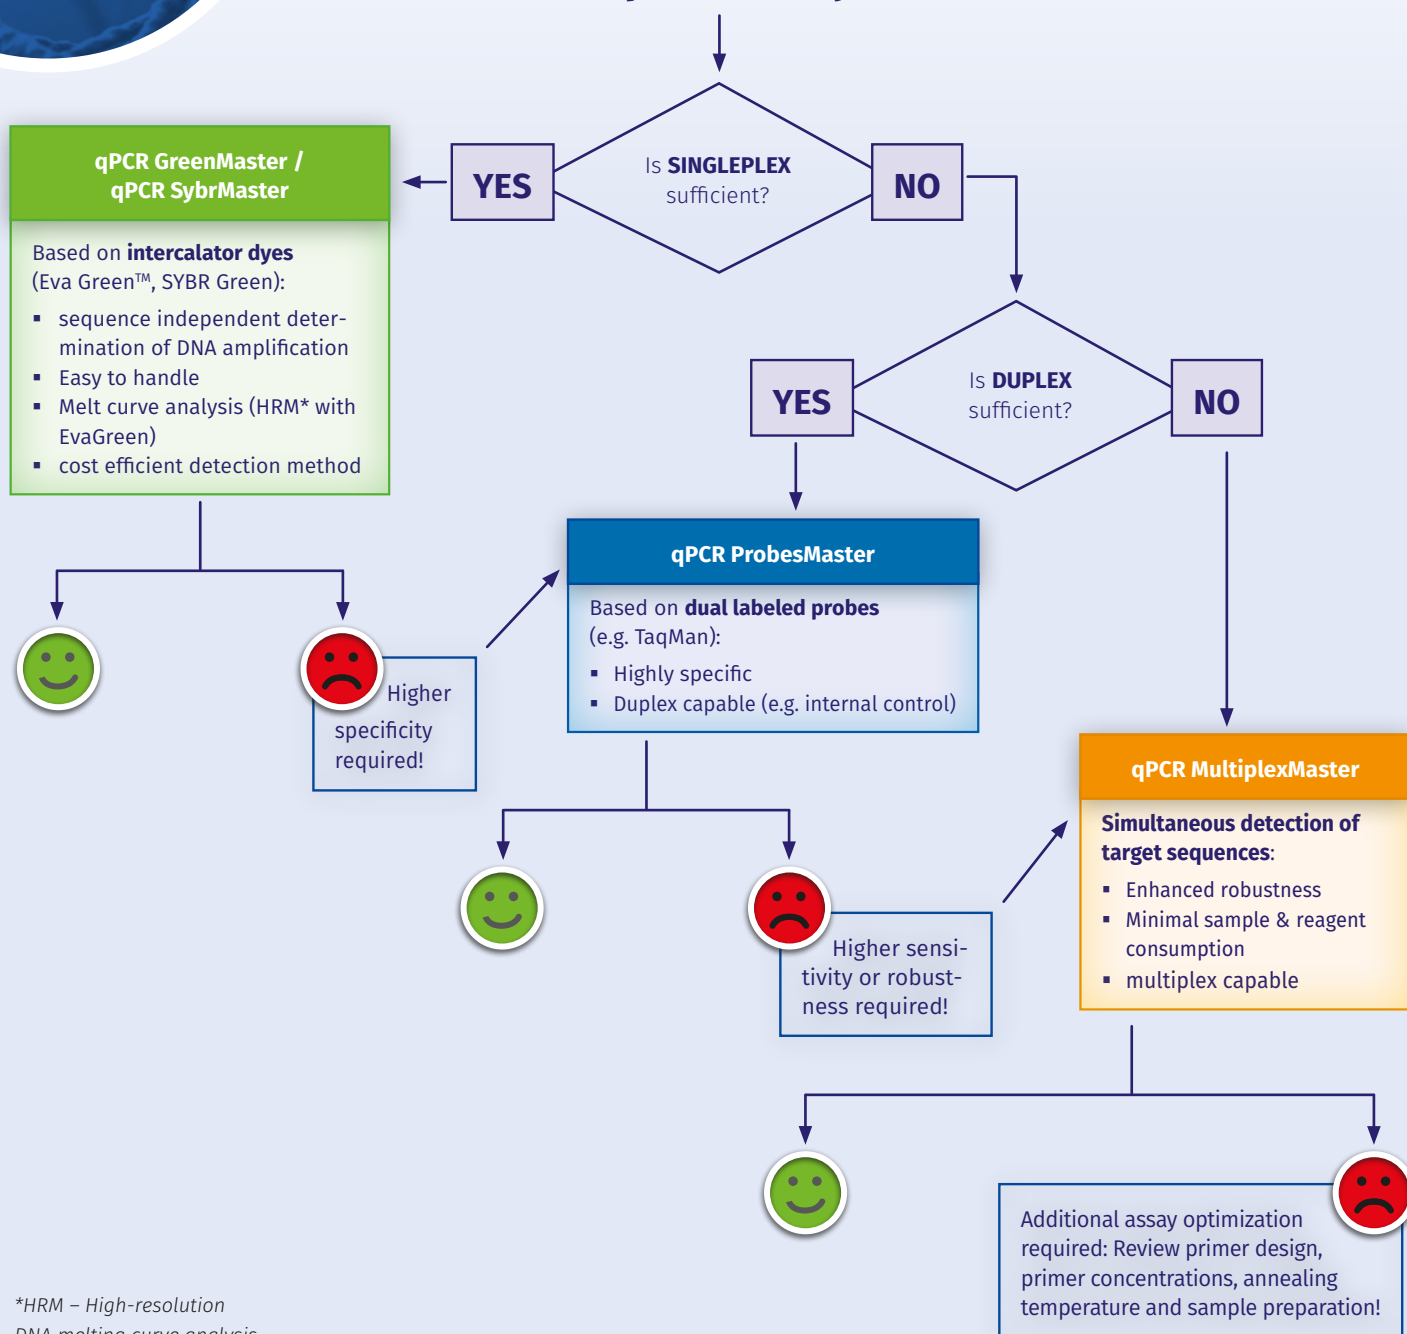 Is SINGLEPLEX
sufficient?
YES
NO
qPCR GreenMaster /
qPCR SybrMaster
Based on intercalator dyes
(Eva Green™, SYBR Green):
▪ sequence independent deter-
mination of DNA amplification
▪ Easy to handle
▪ Melt curve analysis (HRM* with
EvaGreen)
▪ cost efficient detection method
Is DUPLEX
sufficient?
YES
NO
qPCR ProbesMaster
Based on dual labeled probes
(e.g. TaqMan):
▪ Highly specific
▪ Duplex capable (e.g. internal control)
Higher
specificity
required!
qPCR MultiplexMaster
Simultaneous detection of
target sequences:
▪ Enhanced robustness
▪ Minimal sample & reagent
consumption
▪ multiplex capable
Higher sensi-
tivity or robust-
ness required!
Additional assay optimization
required: Review primer design,
primer concentrations, annealing
temperature and sample preparation!
*HRM – High-resolution
DNA melting curve analysis